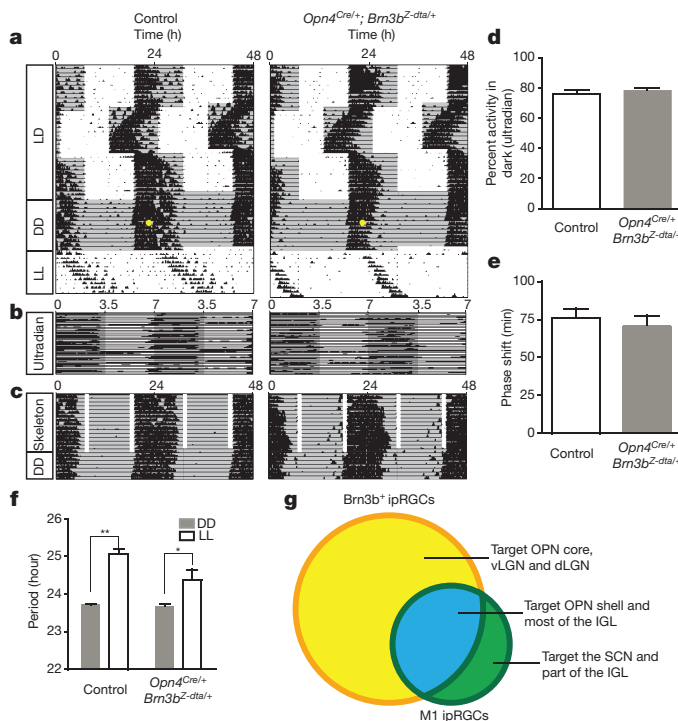 Control
Opn4Cre/+; Brn3bZ-dta/+
a
Time (h)
Time (h)
0 24 48
0 24 48
LD
DD
LL
b
0 3.5 7 3.5 7
0 3.5 7 3.5 7
Ultradian
c
0 24 48
0 24 48
Skeleton
DD
d
Percent activity in
dark (ultradian)
100
80
60
40
20
0
Control
Opn4Cre/+
Brn3bZ-dta/+
e
Phase shift (min)
100
75
50
25
0
Control
Opn4Cre/+
Brn3bZ-dta/+
f
DD
LL
Period (hour)
26
25
24
23
22
**
*
Control
Opn4Cre/+
Brn3bZ-dta/+
g
Brn3b+ ipRGCs
Target OPN core,
vLGN and dLGN
Target OPN shell and
most of the IGL
Target the SCN and
part of the IGL
M1 ipRGCs